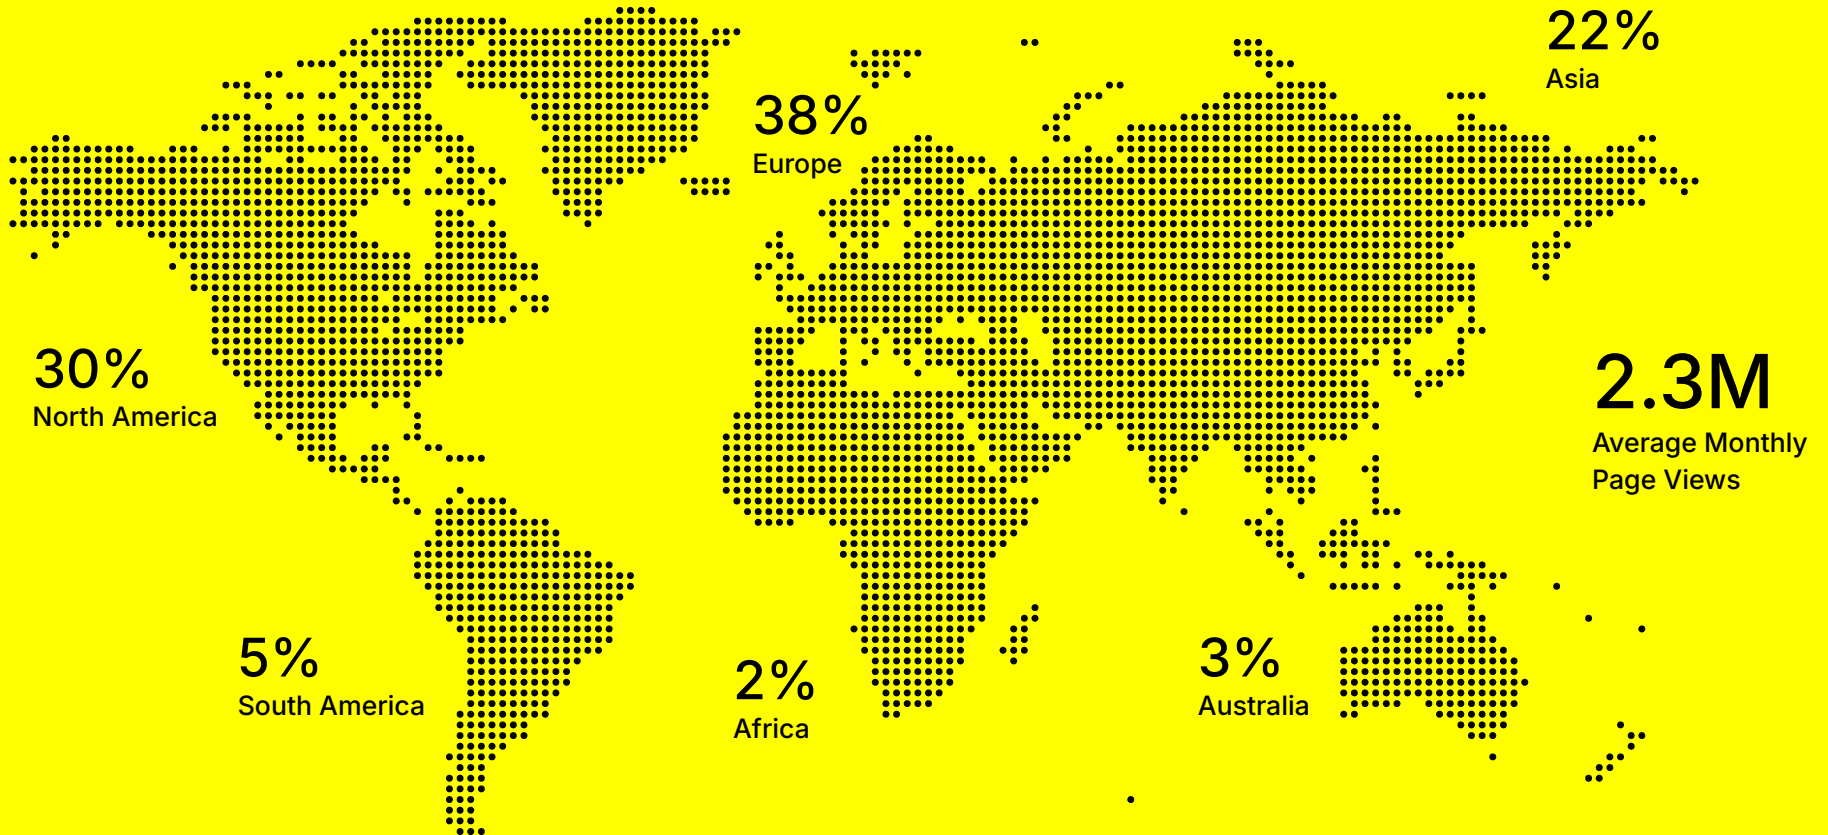 22%
Asia
38%
Europe
30%
North America
2.3M
Average Monthly
Page Views
5%
South America
2%
Africa
3%
Australia